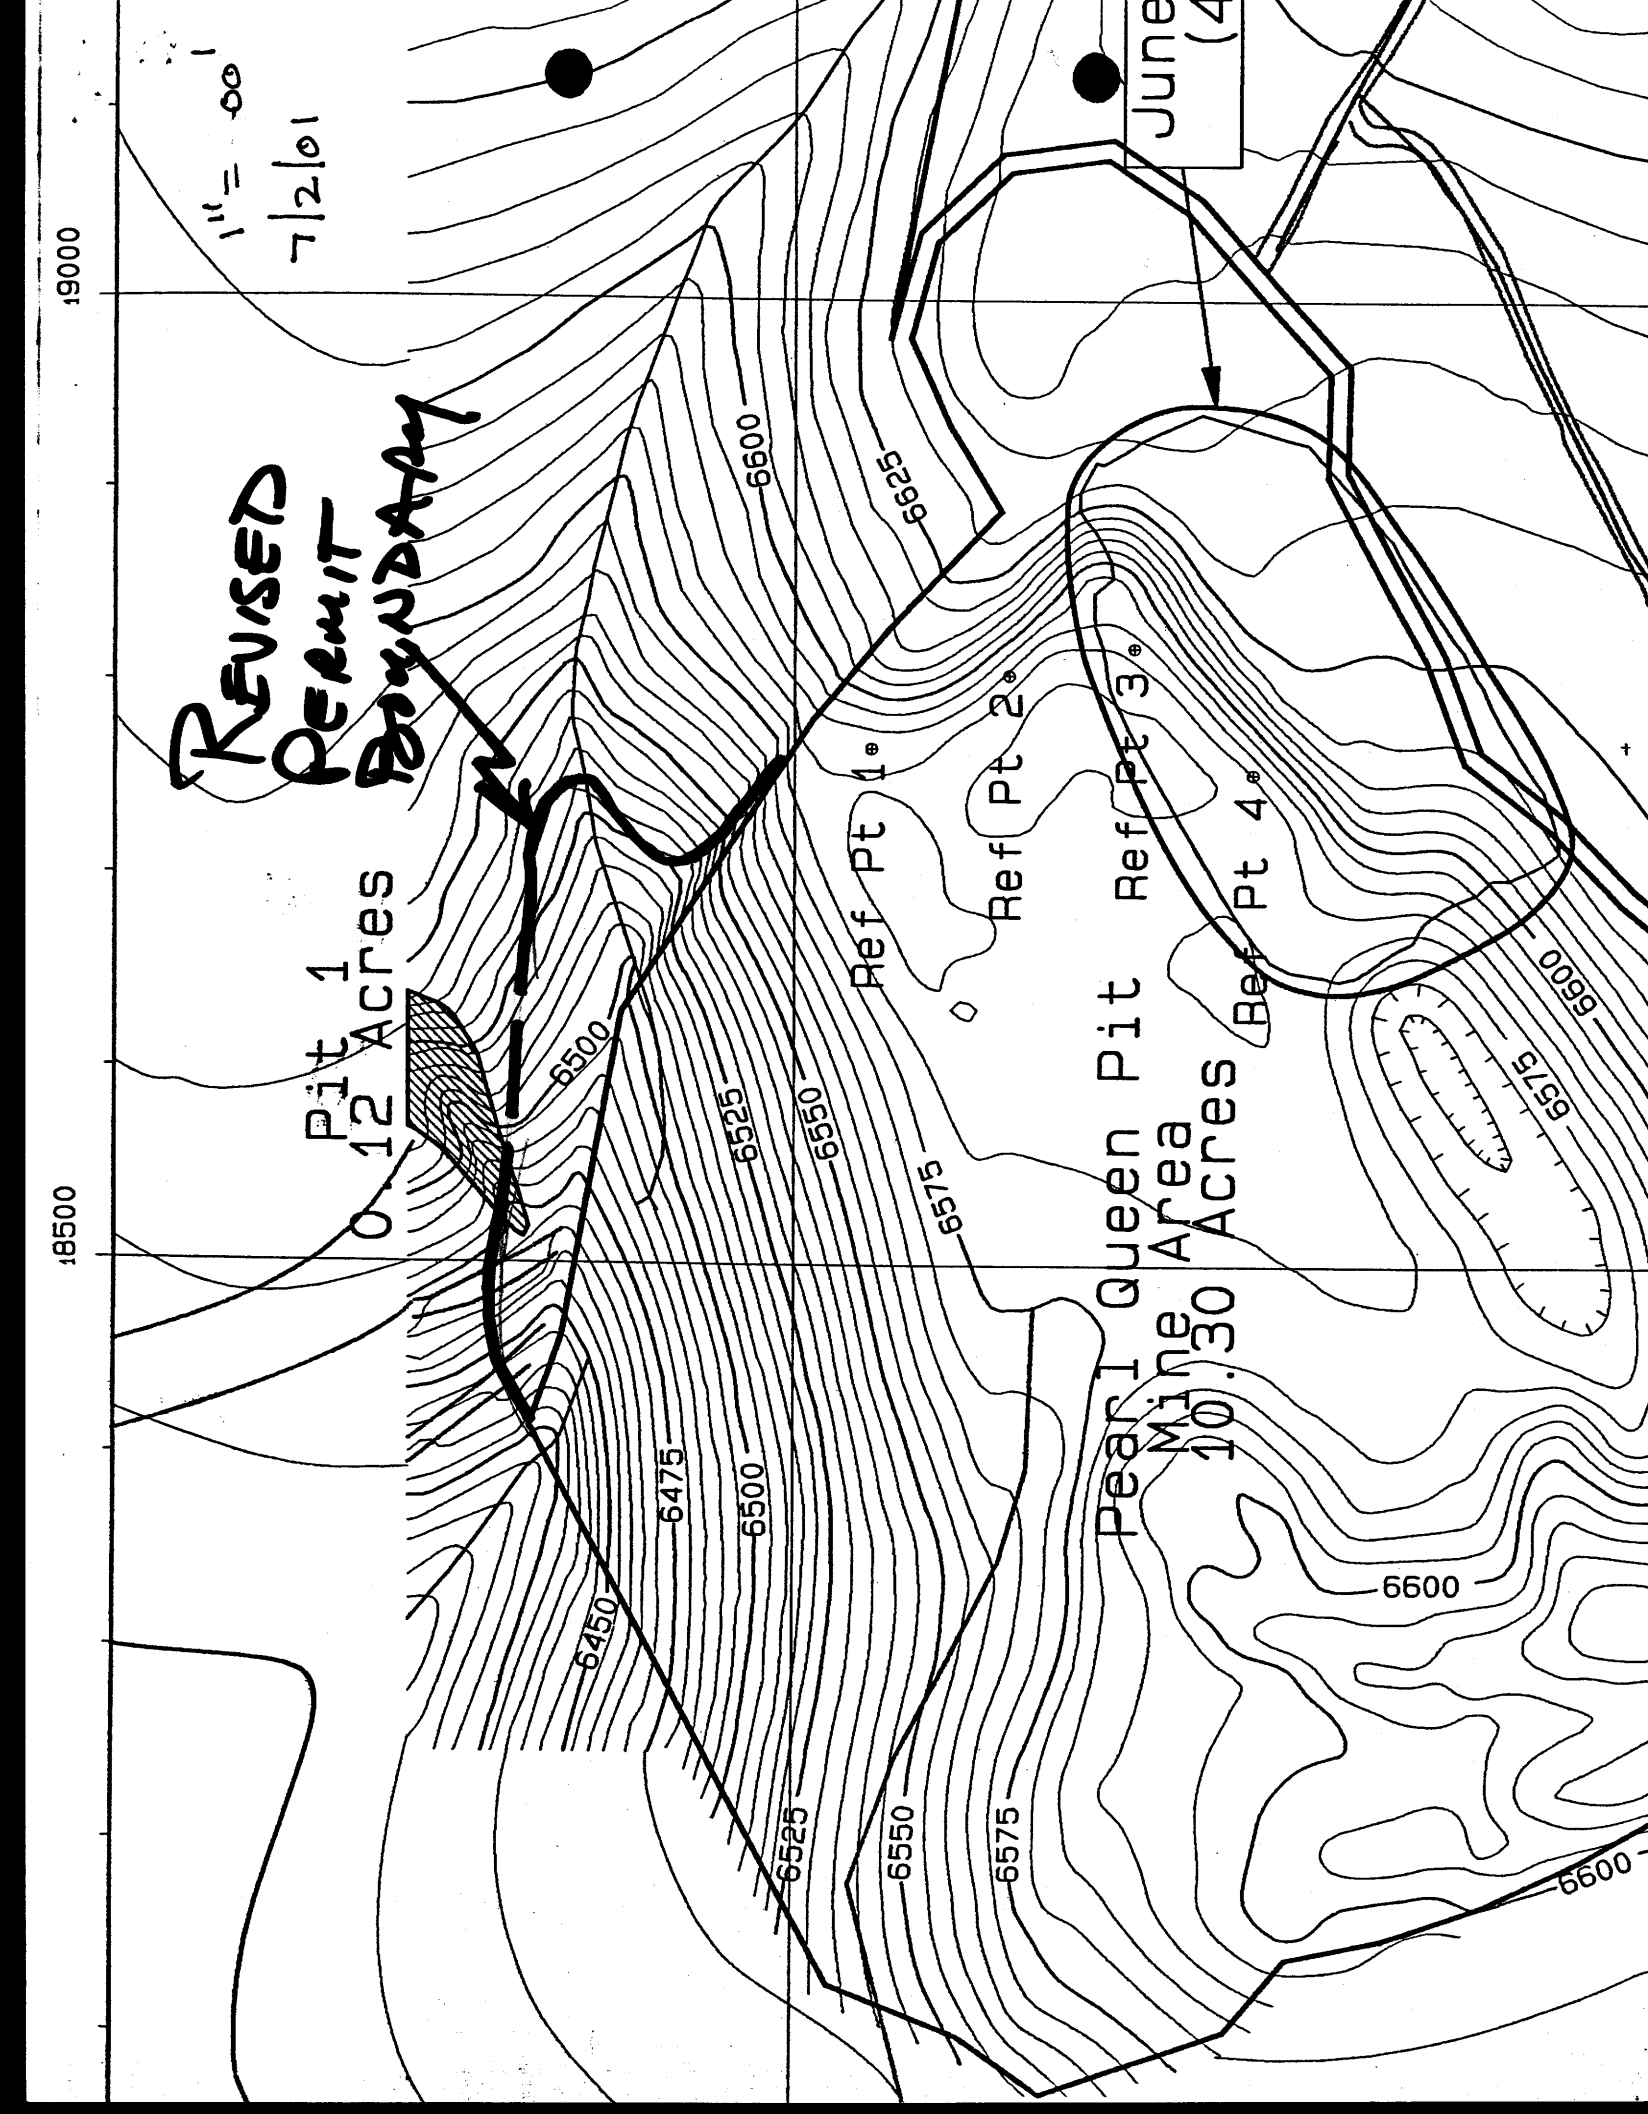 1"= 00'
7/2/01
19000
REVISED
PERMIT
BOUNDARY
June
(4
6600
6625
Pit 1
0.12 Acres
Ref Pt 1
Ref Pt 2
Ref Pt 3
Ref Pt 4
6500
6525
6550
6575
6600
6575
18500
Pearl Queen Pit
Mine Area
10.30 Acres
6475
6500
6450
6600
6525
6550
6575
6600